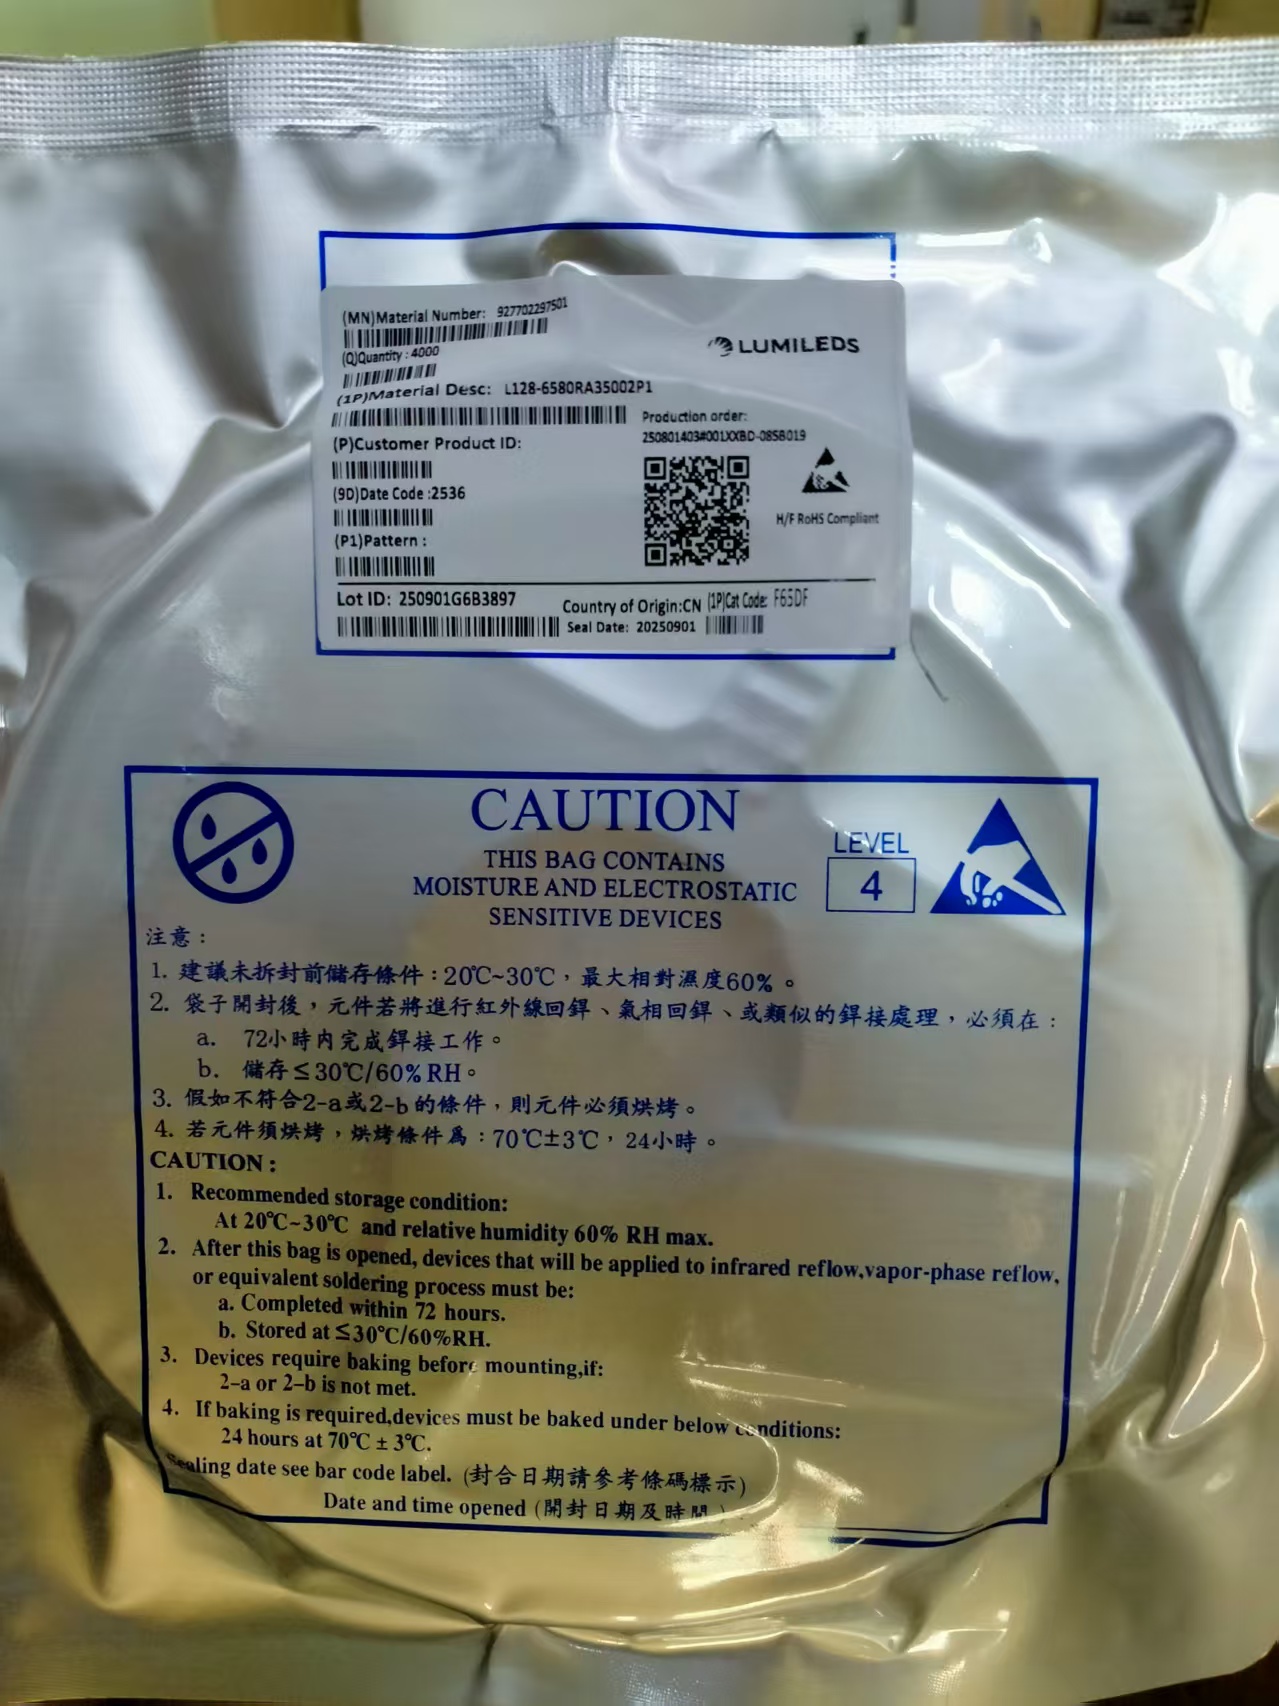 (MN)Material Number: 927702297501
(Q)Quantity : 4000
LUMILEDS
(1P)Material Desc: L128-6580RA35002P1
Production order:
250801403#001XXBD-085B019
(P)Customer Product ID:
(9D)Date Code :2536
H/F RoHS Compliant
(P1)Pattern :
Lot ID: 250901G6B3897
Country of Origin:CN (1P)Cat Code: F65DF
Seal Date: 20250901
CAUTION
THIS BAG CONTAINS
MOISTURE AND ELECTROSTATIC
SENSITIVE DEVICES
LEVEL
4
注意：
1. 建議未拆封前儲存條件：20℃~30℃，最大相對濕度60%。
2. 袋子開封後，元件若將進行紅外線回銲、氣相回銲、或類似的銲接處理，必須在：
a. 72小時內完成銲接工作。
b. 儲存≦30℃/60% RH。
3. 假如不符合2-a或2-b的條件，則元件必須烘烤。
4. 若元件須烘烤，烘烤條件爲：70℃±3℃，24小時。
CAUTION :
1. Recommended storage condition:
At 20℃~30℃ and relative humidity 60% RH max.
2. After this bag is opened, devices that will be applied to infrared reflow,vapor-phase reflow,
or equivalent soldering process must be:
a. Completed within 72 hours.
b. Stored at ≦30℃/60%RH.
3. Devices require baking before mounting,if:
2-a or 2-b is not met.
4. If baking is required,devices must be baked under below conditions:
24 hours at 70℃ ± 3℃.
Sealing date see bar code label. (封合日期請參考條碼標示)
Date and time opened (開封日期及時間)